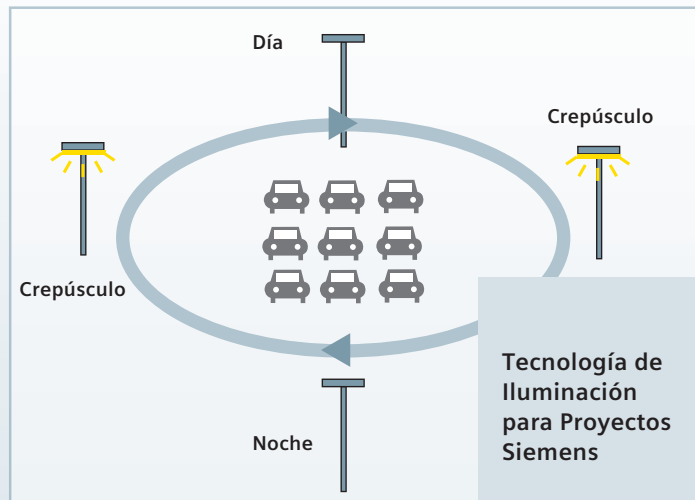 Día
Crepúsculo
Crepúsculo
Noche
Tecnología de
Iluminación
para Proyectos
Siemens